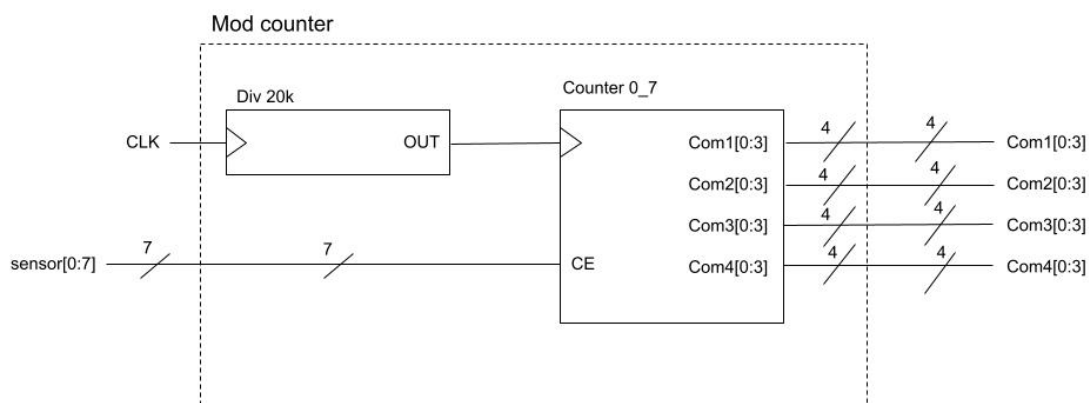 Mod counter
Div 20k
Counter 0_7
CLK
OUT
Com1[0:3]
4
4
Com1[0:3]
Com2[0:3]
4
4
Com2[0:3]
Com3[0:3]
4
4
Com3[0:3]
sensor[0:7]
7
7
CE
Com4[0:3]
4
4
Com4[0:3]